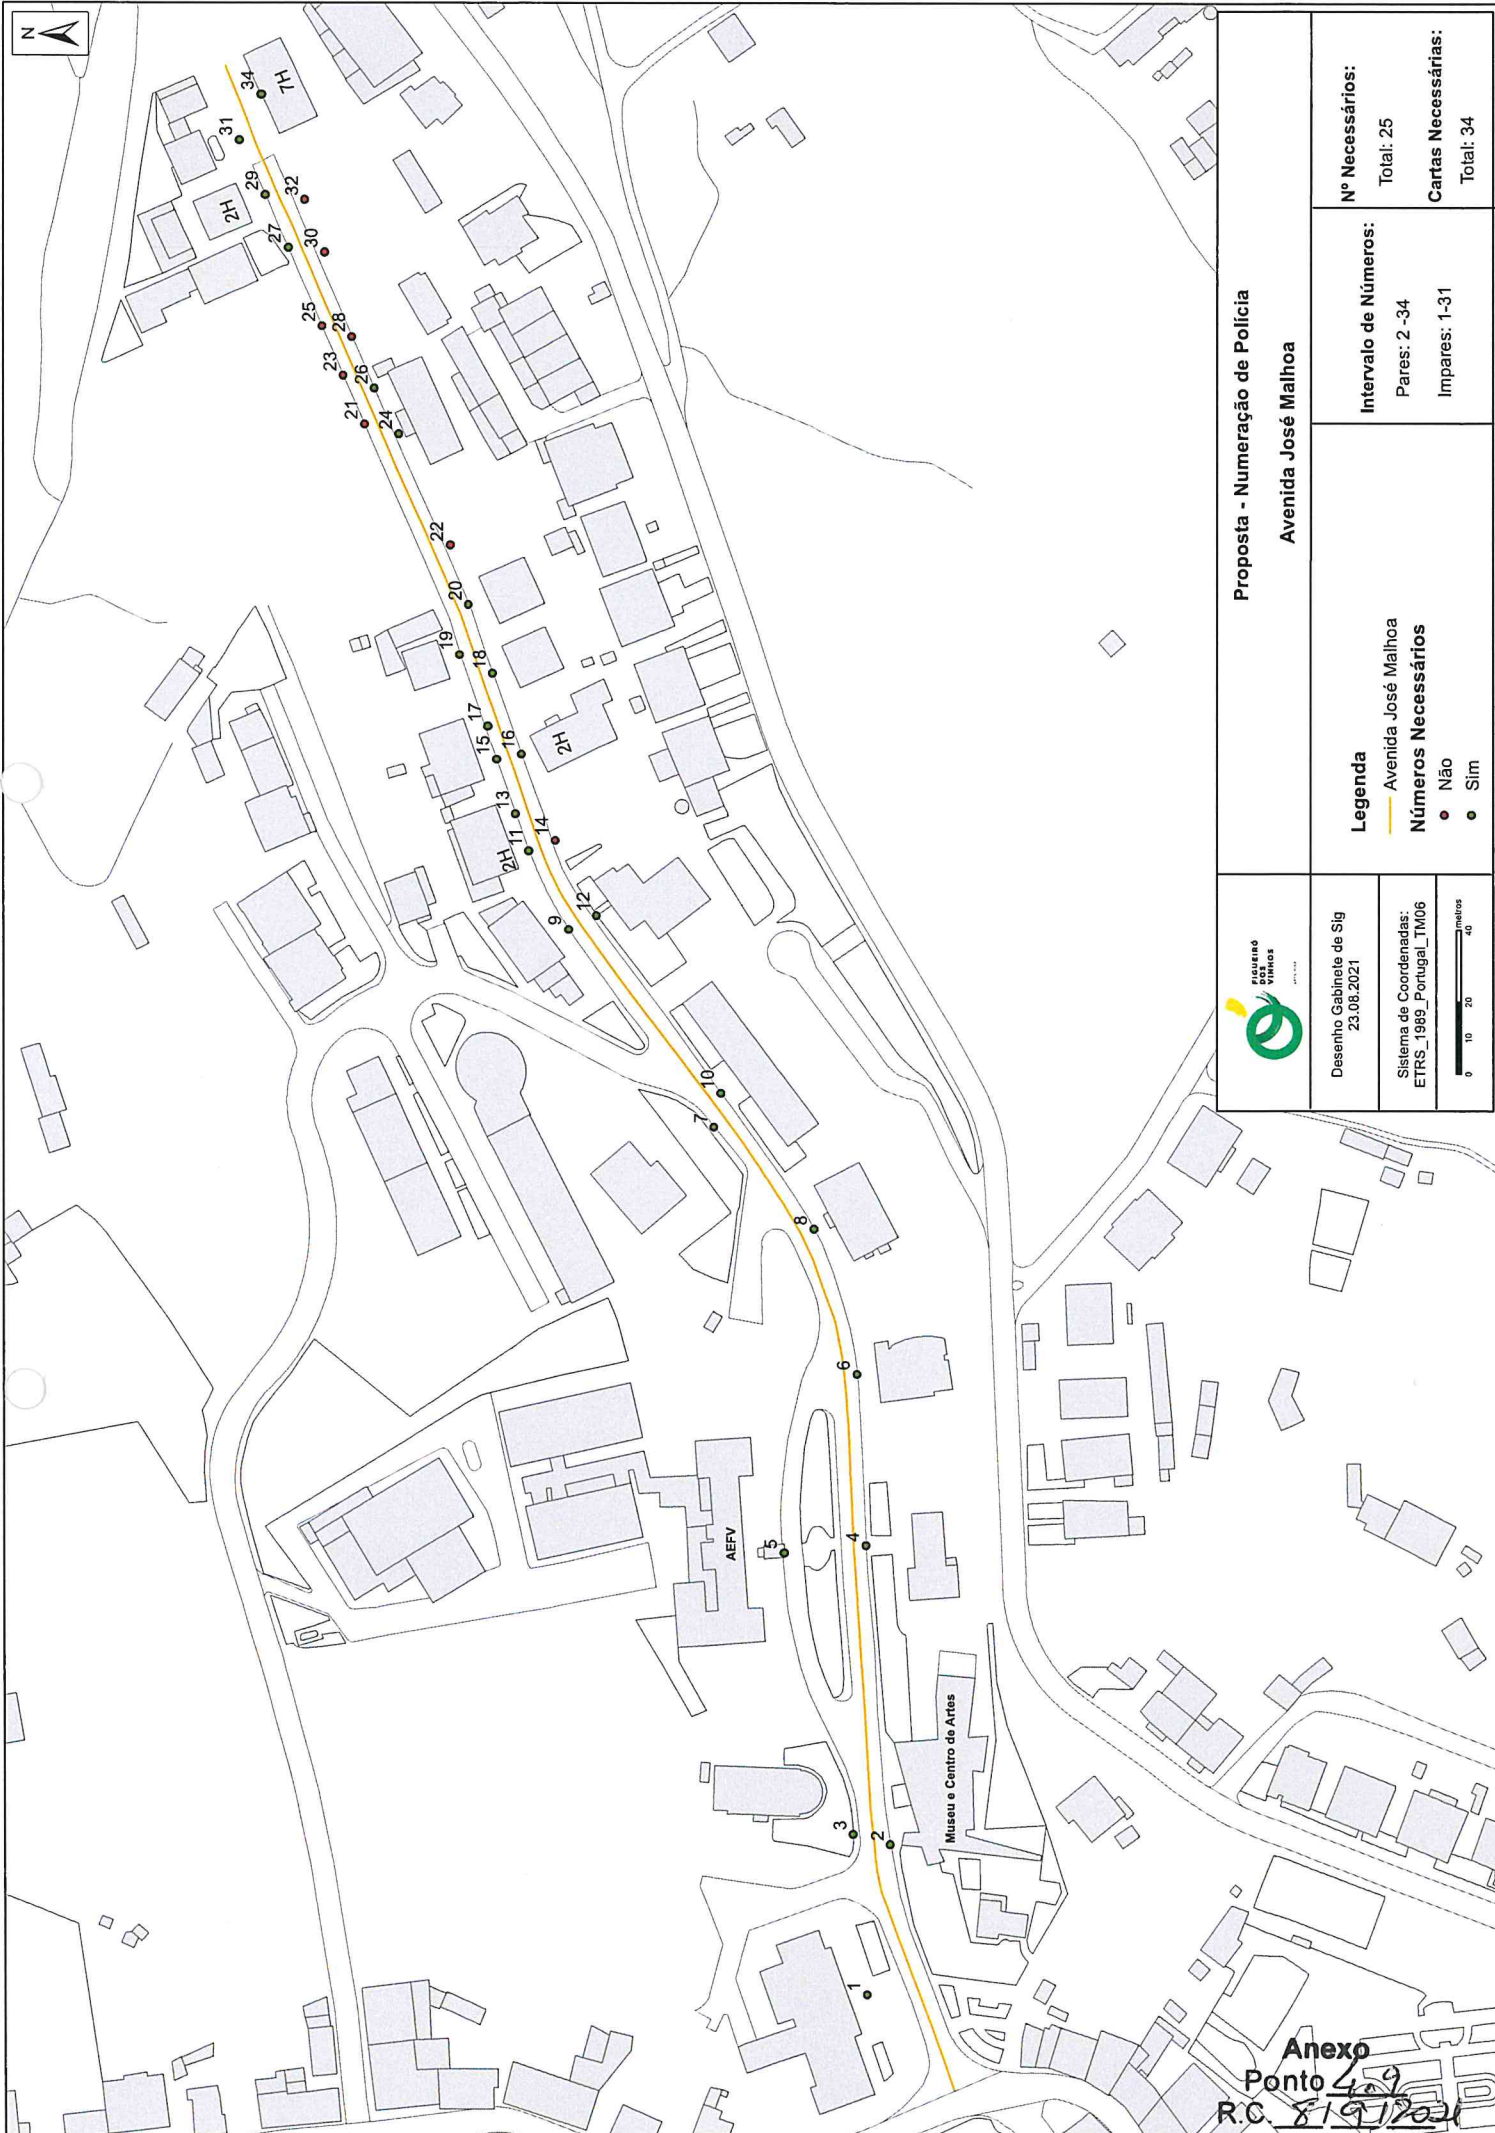 N
34
7H
31
29
2H
32
27
30
25
28
23
26
21
24
22
20
19
18
17
16
15
2H
13
11
14
2H
12
9
10
7
8
6
5
4
AEFV
3
2
Museu e Centro de Artes
1
Proposta - Numeração de Polícia
Avenida José Malhoa
Legenda
Avenida José Malhoa
Números Necessários
Não
Sim
Intervalo de Números:
Pares: 2 -34
Impares: 1-31
Nº Necessários:
Total: 25
Cartas Necessárias:
Total: 34
FIGUEIRÓ
DOS
VINHOS
Desenho Gabinete de Sig
23.08.2021
Sistema de Coordenadas:
ETRS_1989_Portugal_TM06
0 10 20 40 metros
Anexo
Ponto 4.9
R.C. 8/9/2021